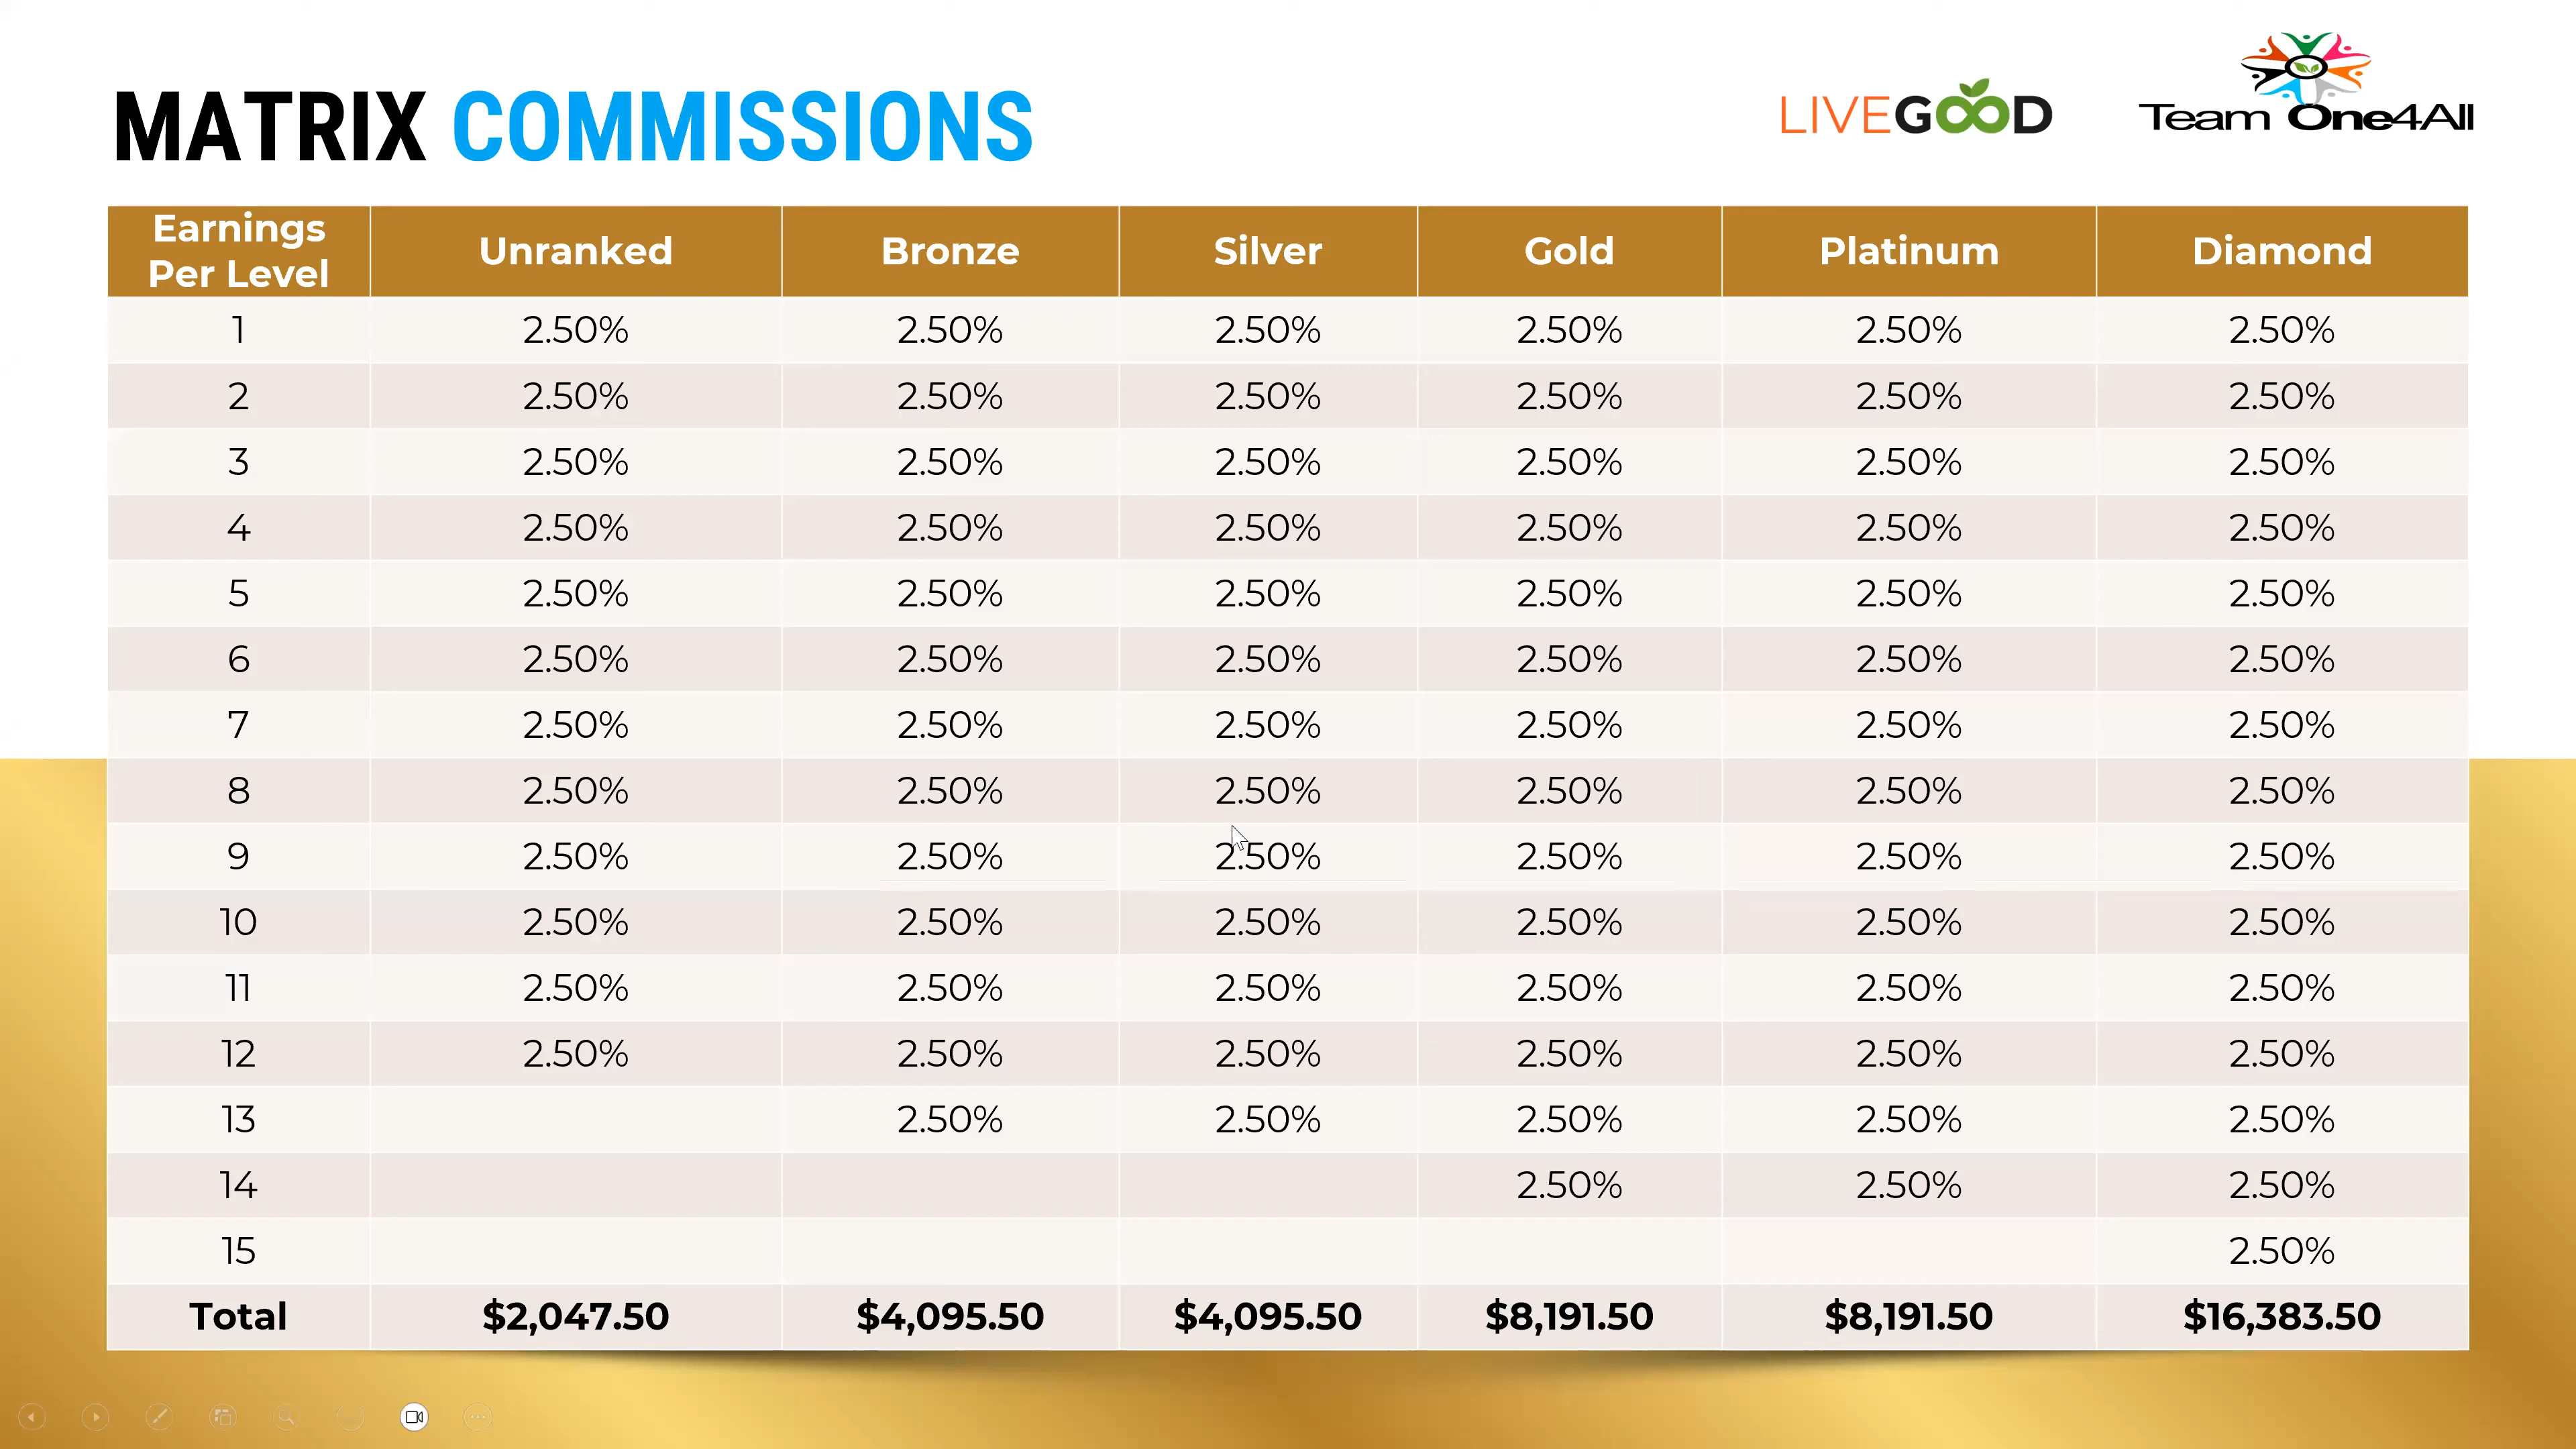 MATRIX COMMISSIONS
LIVEGOOD
Team One4All
Earnings Per Level Unranked Bronze Silver Gold Platinum Diamond
1 2.50% 2.50% 2.50% 2.50% 2.50% 2.50%
2 2.50% 2.50% 2.50% 2.50% 2.50% 2.50%
3 2.50% 2.50% 2.50% 2.50% 2.50% 2.50%
4 2.50% 2.50% 2.50% 2.50% 2.50% 2.50%
5 2.50% 2.50% 2.50% 2.50% 2.50% 2.50%
6 2.50% 2.50% 2.50% 2.50% 2.50% 2.50%
7 2.50% 2.50% 2.50% 2.50% 2.50% 2.50%
8 2.50% 2.50% 2.50% 2.50% 2.50% 2.50%
9 2.50% 2.50% 2.50% 2.50% 2.50% 2.50%
10 2.50% 2.50% 2.50% 2.50% 2.50% 2.50%
11 2.50% 2.50% 2.50% 2.50% 2.50% 2.50%
12 2.50% 2.50% 2.50% 2.50% 2.50% 2.50%
13 2.50% 2.50% 2.50% 2.50% 2.50%
14 2.50% 2.50% 2.50%
15 2.50%
Total $2,047.50 $4,095.50 $4,095.50 $8,191.50 $8,191.50 $16,383.50